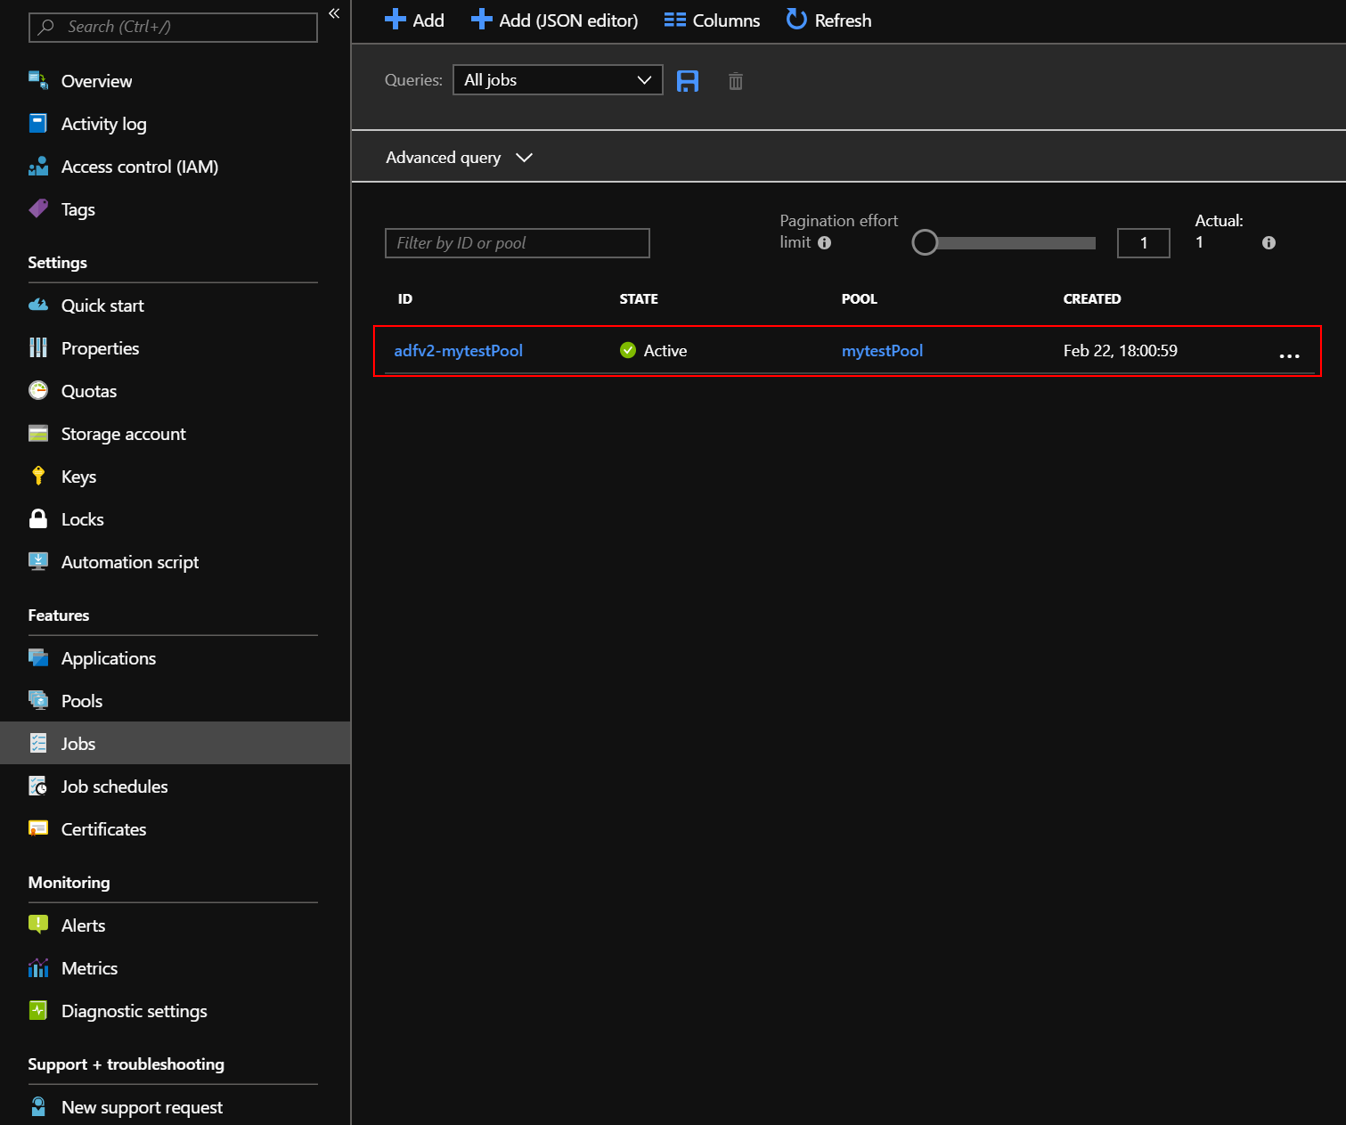 Search (Ctrl+/)
«
Overview
Activity log
Access control (IAM)
Tags
Settings
Quick start
Properties
Quotas
Storage account
Keys
Locks
Automation script
Features
Applications
Pools
Jobs
Job schedules
Certificates
Monitoring
Alerts
Metrics
Diagnostic settings
Support + troubleshooting
New support request
Add Add (JSON editor) Columns Refresh
Queries: All jobs
Advanced query
Filter by ID or pool
Pagination effort
limit
1
Actual:
1
ID STATE POOL CREATED
adfv2-mytestPool Active mytestPool Feb 22, 18:00:59 ...